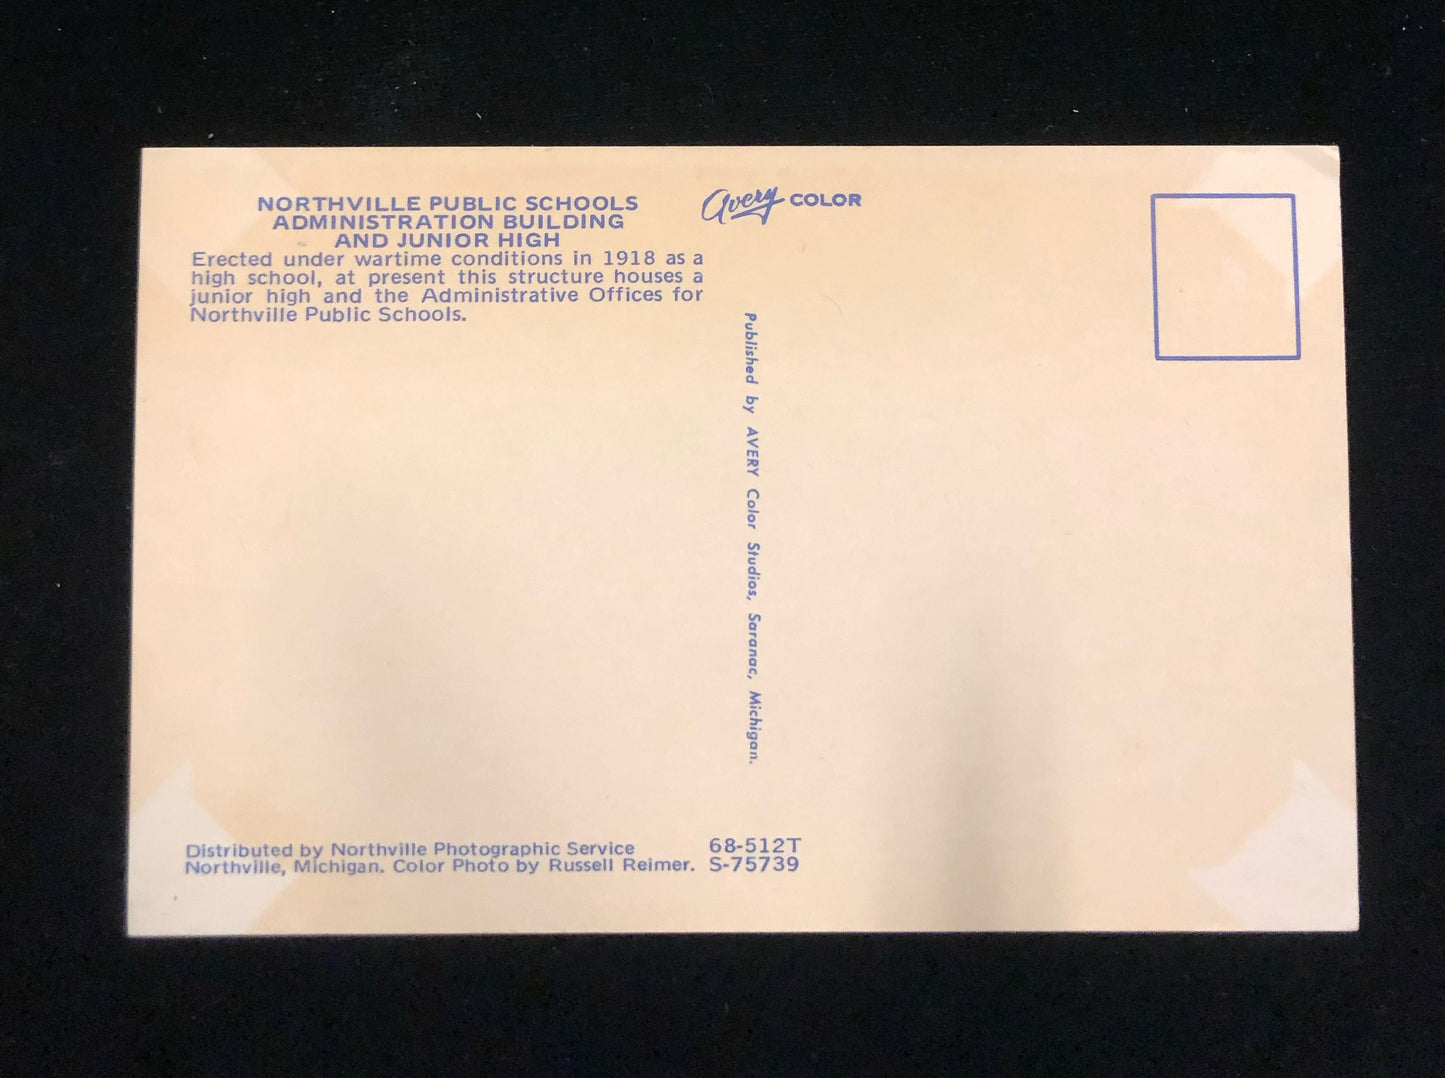 NORTHVILLE PUBLIC SCHOOLS
ADMINISTRATION BUILDING
AND JUNIOR HIGH
Erected under wartime conditions in 1918 as a
high school, at present this structure houses a
junior high and the Administrative Offices for
Northville Public Schools.
Avery COLOR
Published by AVERY Color Studios, Saranac, Michigan.
Distributed by Northville Photographic Service
Northville, Michigan. Color Photo by Russell Reimer.
68-512T
S-75739